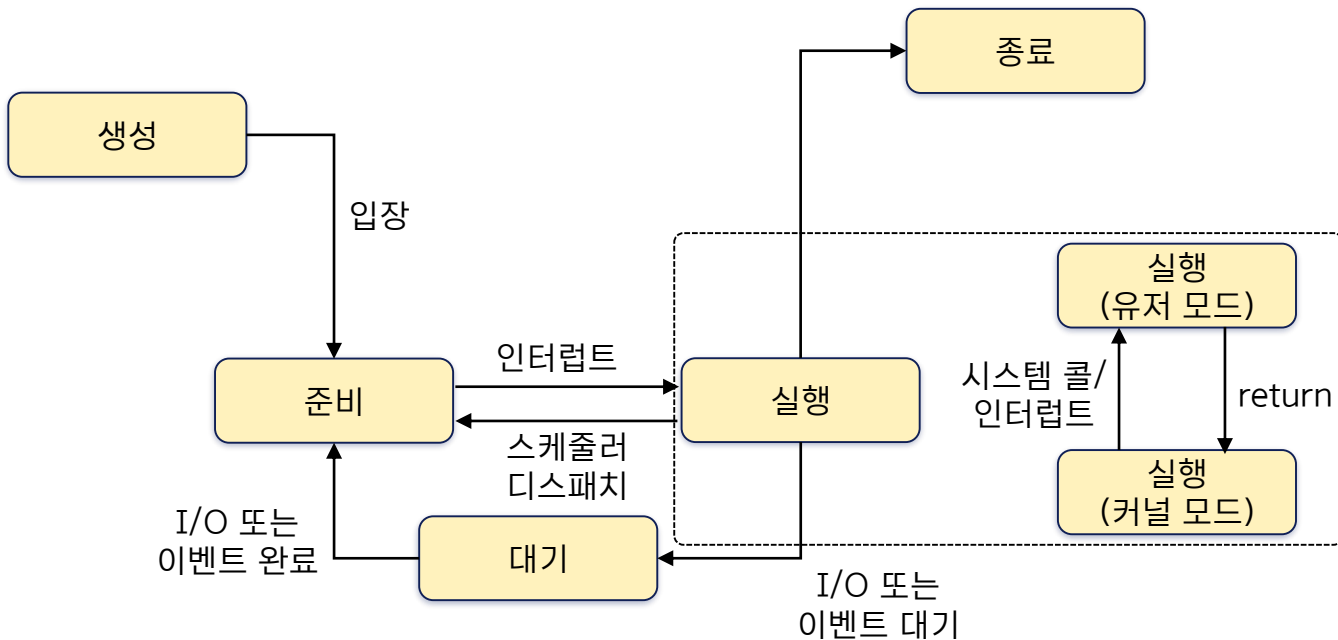 종료
생성
입장
실행
(유저 모드)
인터럽트
준비
실행
시스템 콜/
인터럽트
return
스케줄러
디스패치
실행
(커널 모드)
I/O 또는
이벤트 완료
대기
I/O 또는
이벤트 대기